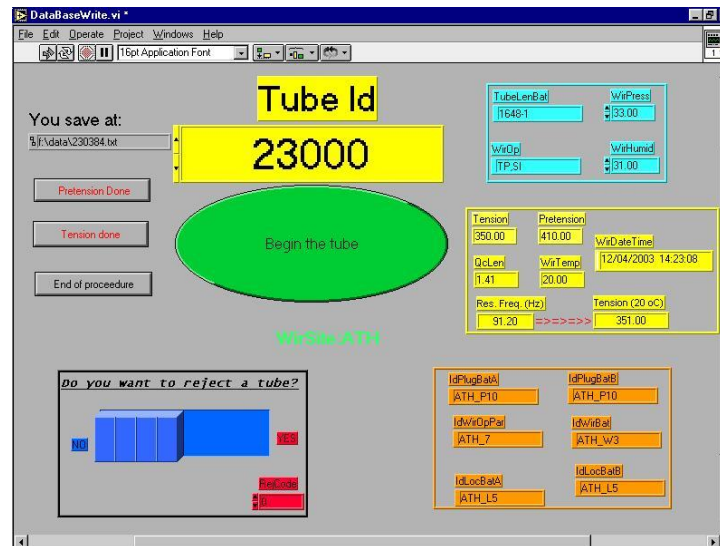 DataBaseWrite.vi *
File Edit Operate Project Windows Help
16pt Application Font
1
Tube Id
23000
You save at:
f:\data\230384.txt
Pretension Done
Tension done
End of proceedure
Begin the tube
WirSite:ATH
TubeLenBat WirPress
1648-1 33.00
WirOp WirHumid
TP,SI 31.00
Tension Pretension
350.00 410.00
WirDateTime
12/04/2003 14:23:08
QcLen WirTemp
1.41 20.00
Res. Freq. (Hz) Tension (20 oC)
91.20 =>=>=>> 351.00
Do you want to reject a tube?
NO YES
RejCode
0
IdPlugBatA IdPlugBatB
ATH_P10 ATH_P10
IdWirOpPar IdWirBat
ATH_7 ATH_W3
IdLocBatA IdLocBatB
ATH_L5 ATH_L5